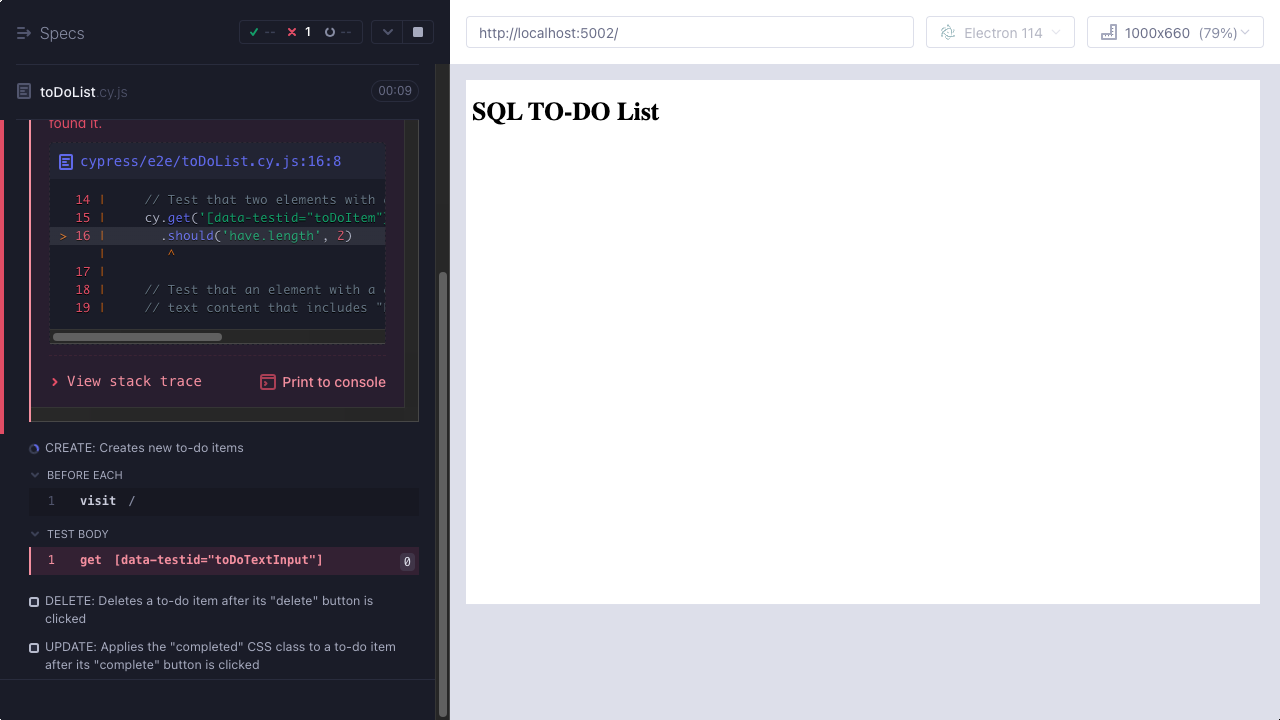 Specs
-- 1 --
toDoList.cy.js 00:09
found it.
cypress/e2e/toDoList.cy.js:16:8
14 | // Test that two elements with
15 | cy.get('[data-testid="toDoItem"]
> 16 | .should('have.length', 2)
| ^
17 |
18 | // Test that an element with a
19 | // text content that includes "
View stack trace
Print to console
CREATE: Creates new to-do items
BEFORE EACH
1 visit /
TEST BODY
1 get [data-testid="toDoTextInput"] 0
DELETE: Deletes a to-do item after its "delete" button is
clicked
UPDATE: Applies the "completed" CSS class to a to-do item
after its "complete" button is clicked
http://localhost:5002/
Electron 114
1000x660 (79%)
SQL TO-DO List